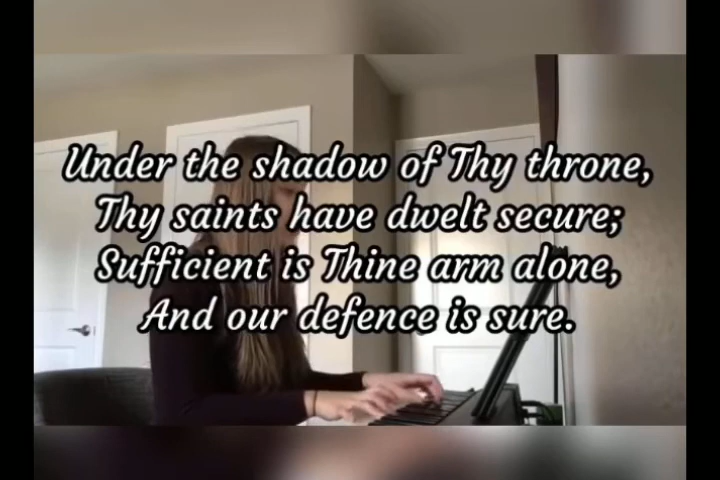 Under the shadow of Thy throne,
Thy saints have dwelt secure;
Sufficient is Thine arm alone,
And our defence is sure.